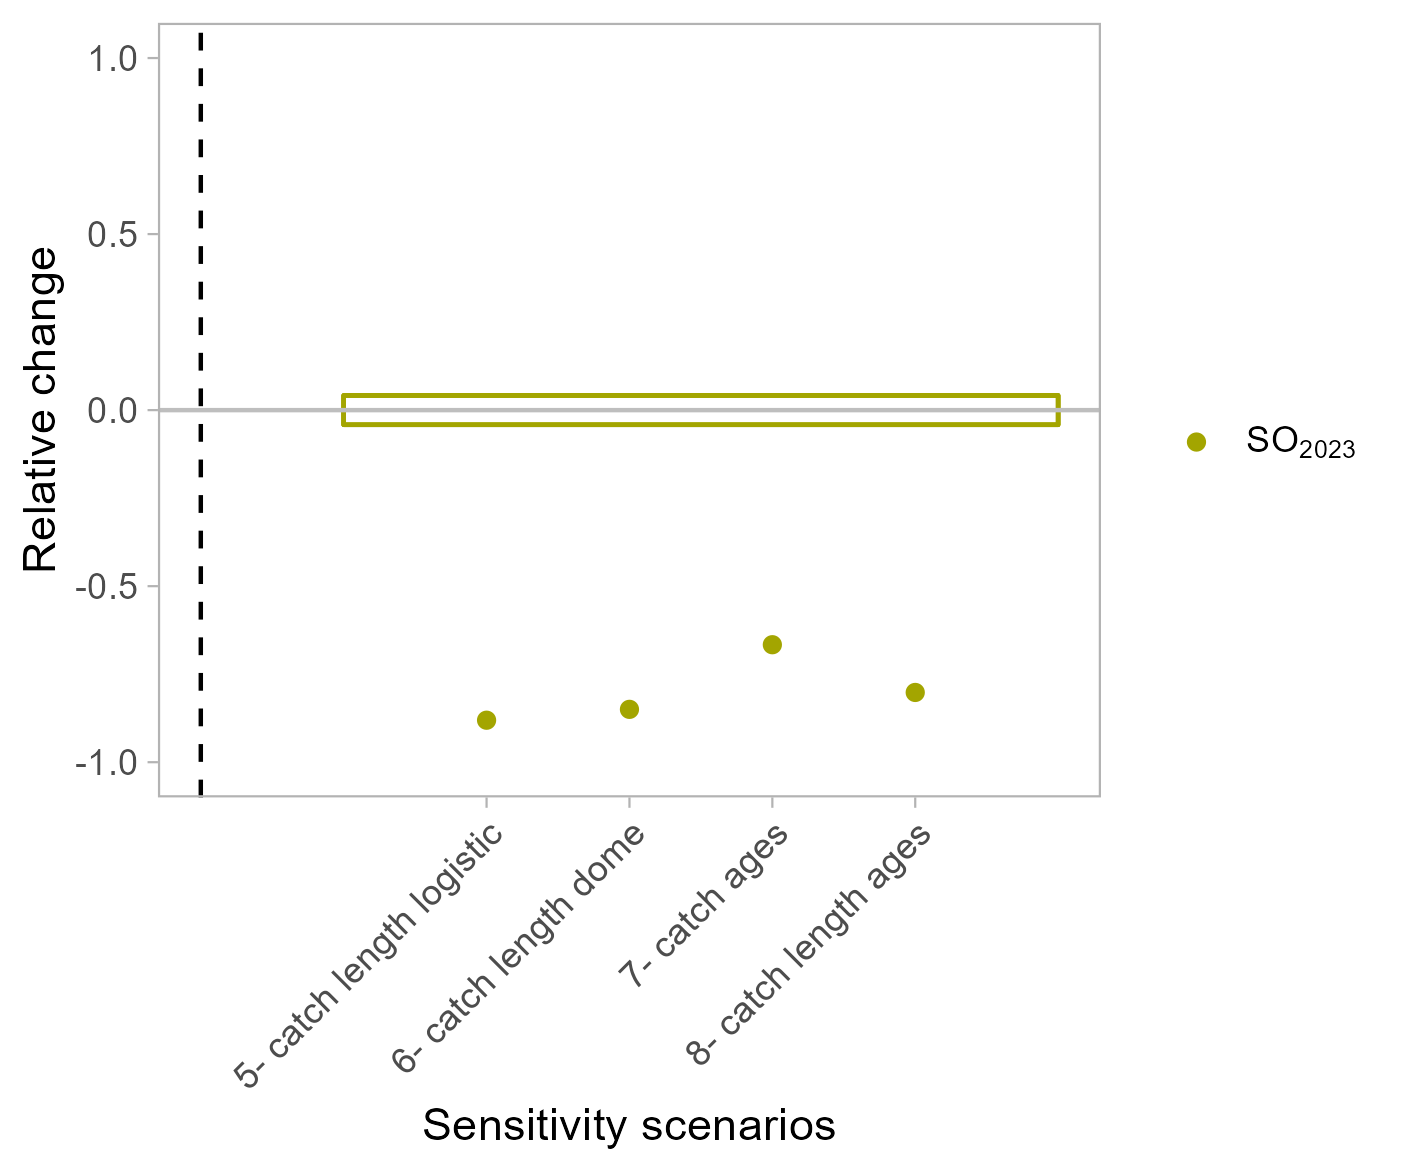 Relative change
1.0
0.5
0.0
-0.5
-1.0
5- catch length logistic
6- catch length dome
7- catch ages
8- catch length ages
Sensitivity scenarios
SO₂₀₂₃